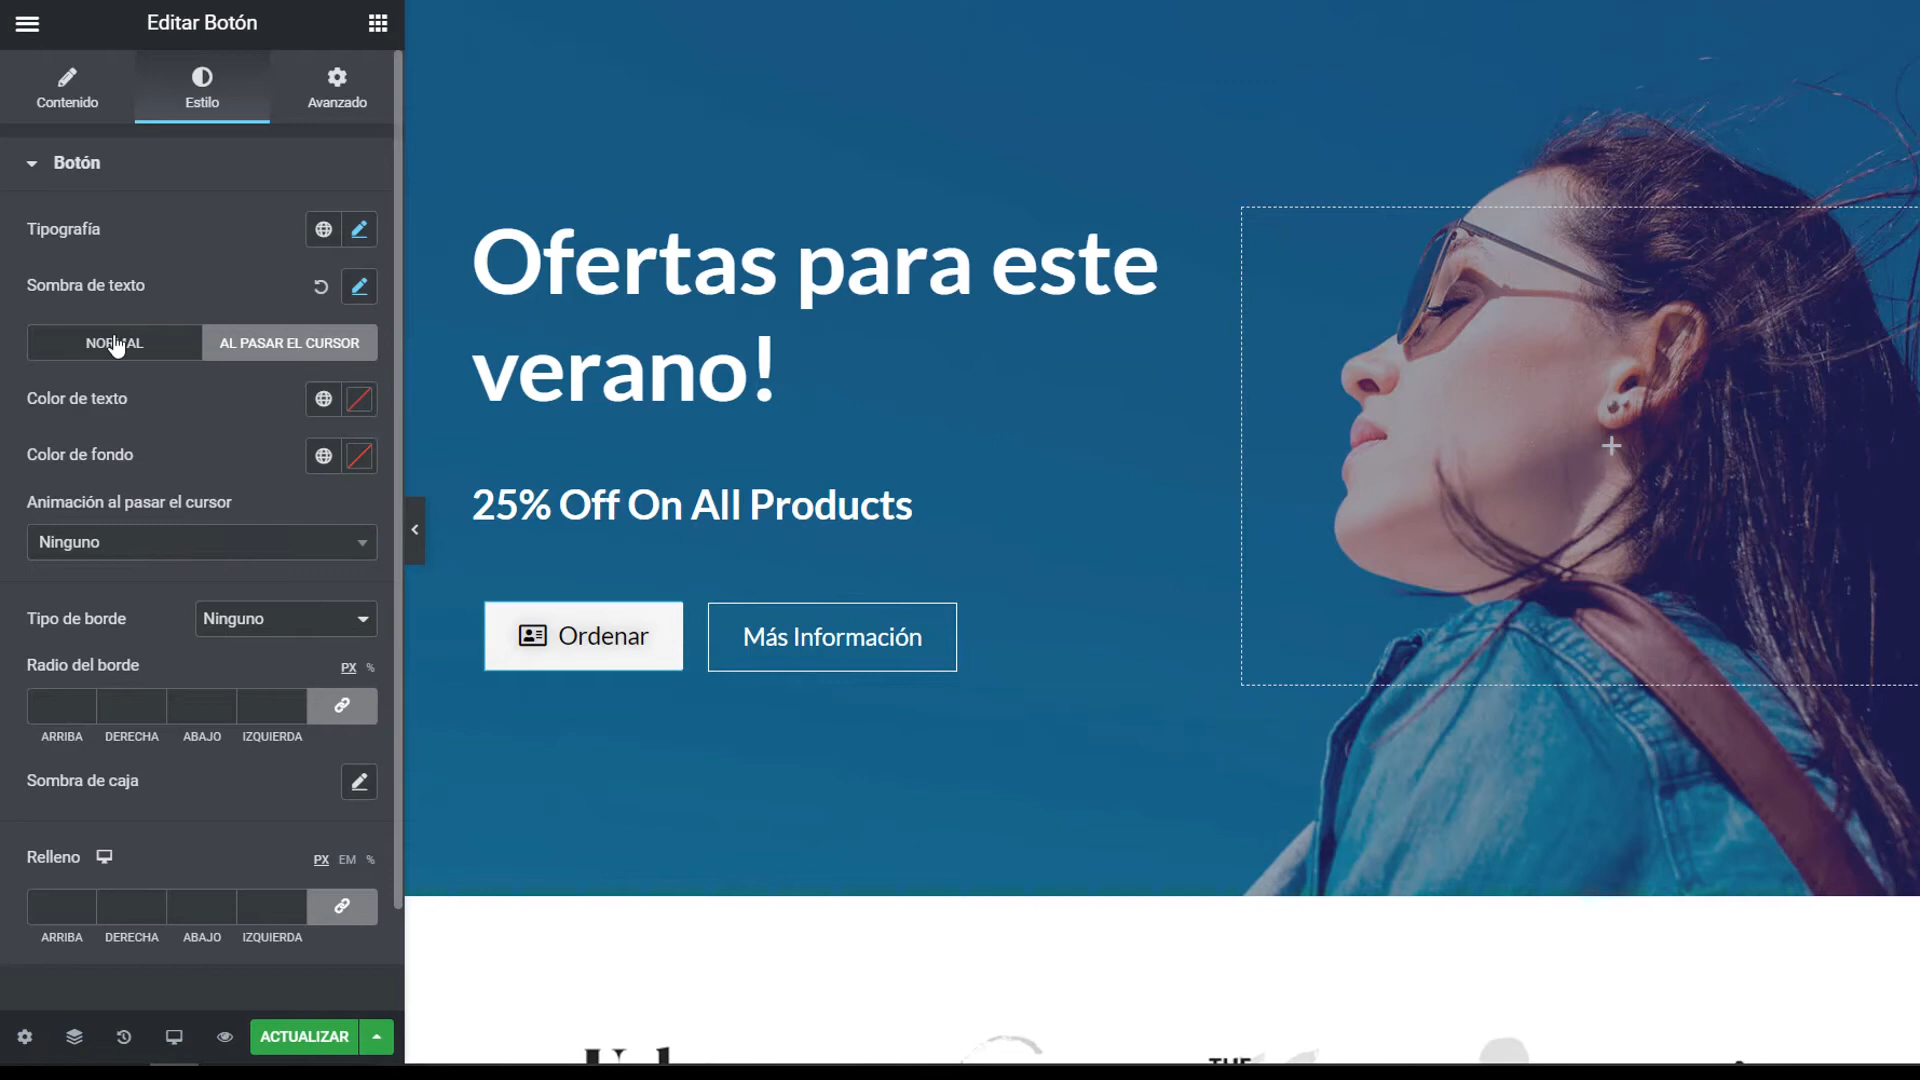 Editar Botón
Contenido
Estilo
Avanzado
Botón
Tipografía
Sombra de texto
NORMAL
AL PASAR EL CURSOR
Color de texto
Color de fondo
Animación al pasar el cursor
Ninguno
Tipo de borde
Ninguno
Radio del borde
PX %
ARRIBA DERECHA ABAJO IZQUIERDA
Sombra de caja
Relleno
PX EM %
ARRIBA DERECHA ABAJO IZQUIERDA
ACTUALIZAR
Ofertas para este
verano!
25% Off On All Products
Ordenar
Más Información
THE